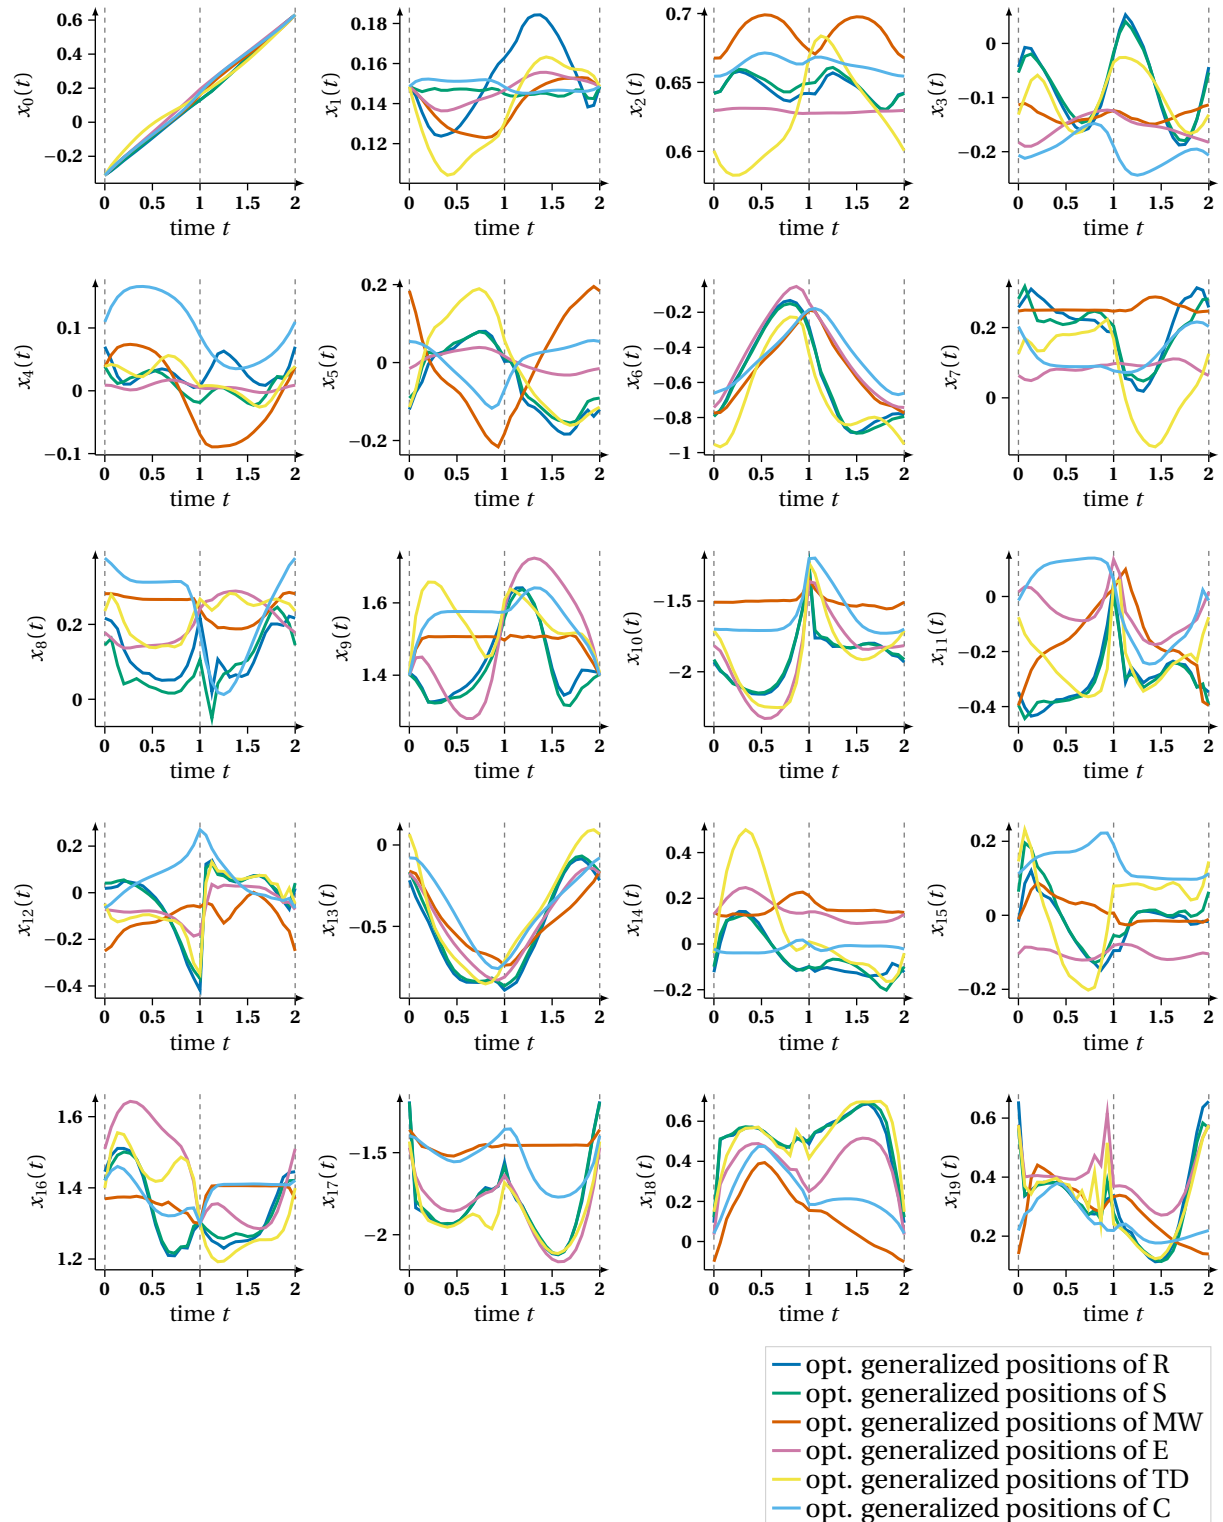 0.6
0.4
0.2
0
−0.2
x0(t)
0 0.5 1 1.5 2
time t
0.18
0.16
0.14
0.12
x1(t)
0 0.5 1 1.5 2
time t
0.7
0.65
0.6
x2(t)
0 0.5 1 1.5 2
time t
0
−0.1
−0.2
x3(t)
0 0.5 1 1.5 2
time t
0.1
0
−0.1
x4(t)
0 0.5 1 1.5 2
time t
0.2
0
−0.2
x5(t)
0 0.5 1 1.5 2
time t
−0.2
−0.4
−0.6
−0.8
−1
x6(t)
0 0.5 1 1.5 2
time t
0.2
0
x7(t)
0 0.5 1 1.5 2
time t
0.2
0
x8(t)
0 0.5 1 1.5 2
time t
1.6
1.4
x9(t)
0 0.5 1 1.5 2
time t
−1.5
−2
x10(t)
0 0.5 1 1.5 2
time t
0
−0.2
−0.4
x11(t)
0 0.5 1 1.5 2
time t
0.2
0
−0.2
−0.4
x12(t)
0 0.5 1 1.5 2
time t
0
−0.5
x13(t)
0 0.5 1 1.5 2
time t
0.4
0.2
0
−0.2
x14(t)
0 0.5 1 1.5 2
time t
0.2
0
−0.2
x15(t)
0 0.5 1 1.5 2
time t
1.6
1.4
1.2
x16(t)
0 0.5 1 1.5 2
time t
−1.5
−2
x17(t)
0 0.5 1 1.5 2
time t
0.6
0.4
0.2
0
x18(t)
0 0.5 1 1.5 2
time t
0.6
0.4
0.2
x19(t)
0 0.5 1 1.5 2
time t
opt. generalized positions of R
opt. generalized positions of S
opt. generalized positions of MW
opt. generalized positions of E
opt. generalized positions of TD
opt. generalized positions of C